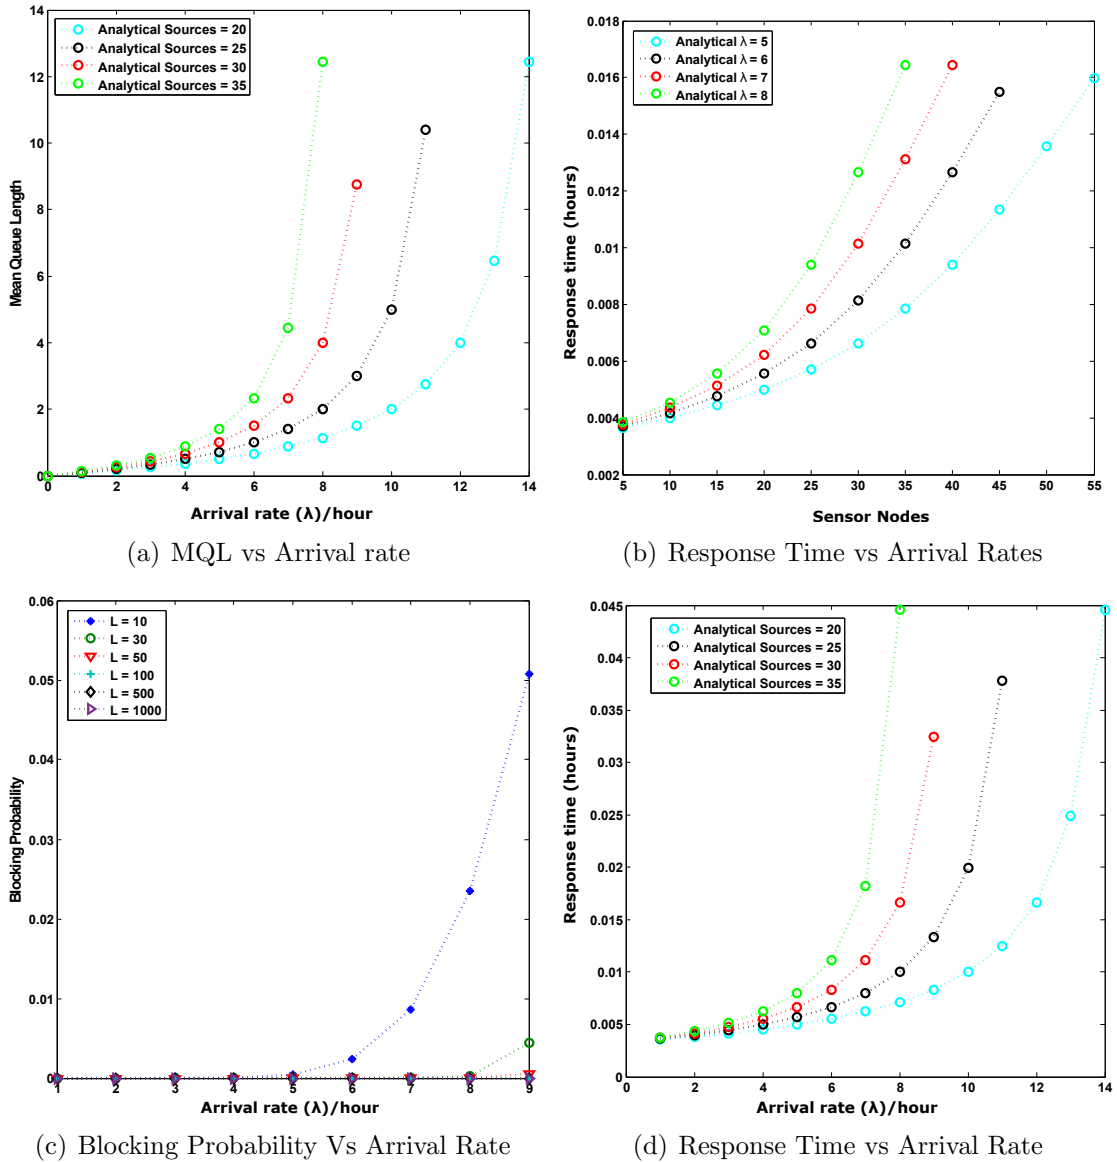 14
12
10
8
6
4
2
0
Mean Queue Length
Analytical Sources = 20
Analytical Sources = 25
Analytical Sources = 30
Analytical Sources = 35
0 2 4 6 8 10 12 14
Arrival rate (λ)/hour
(a) MQL vs Arrival rate
0.018
0.016
0.014
0.012
0.01
0.008
0.006
0.004
0.002
Response time (hours)
Analytical λ = 5
Analytical λ = 6
Analytical λ = 7
Analytical λ = 8
5 10 15 20 25 30 35 40 45 50 55
Sensor Nodes
(b) Response Time vs Arrival Rates
0.06
0.05
0.04
0.03
0.02
0.01
0
Blocking Probability
L = 10
L = 30
L = 50
L = 100
L = 500
L = 1000
1 2 3 4 5 6 7 8 9
Arrival rate (λ)/hour
(c) Blocking Probability Vs Arrival Rate
0.045
0.04
0.035
0.03
0.025
0.02
0.015
0.01
0.005
0
Response time (hours)
Analytical Sources = 20
Analytical Sources = 25
Analytical Sources = 30
Analytical Sources = 35
0 2 4 6 8 10 12 14
Arrival rate (λ)/hour
(d) Response Time vs Arrival Rate